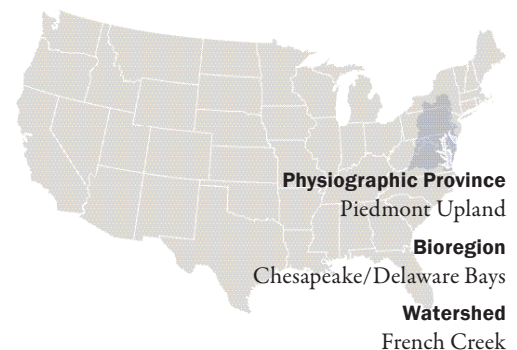 Physiographic Province
Piedmont Upland
Bioregion
Chesapeake/Delaware Bays
Watershed
French Creek